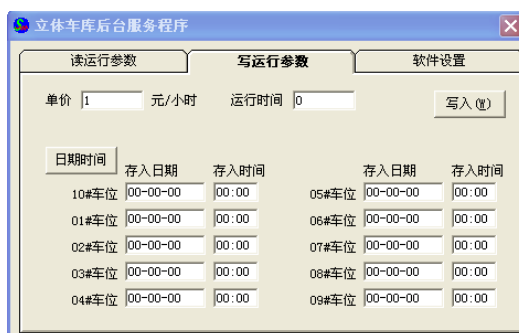 立体车库后台服务程序
读运行参数 写运行参数 软件设置
单价 1 元/小时 运行时间 0 写入(W)
日期时间 存入日期 存入时间 存入日期 存入时间
10#车位 00-00-00 00:00 05#车位 00-00-00 00:00
01#车位 00-00-00 00:00 06#车位 00-00-00 00:00
02#车位 00-00-00 00:00 07#车位 00-00-00 00:00
03#车位 00-00-00 00:00 08#车位 00-00-00 00:00
04#车位 00-00-00 00:00 09#车位 00-00-00 00:00